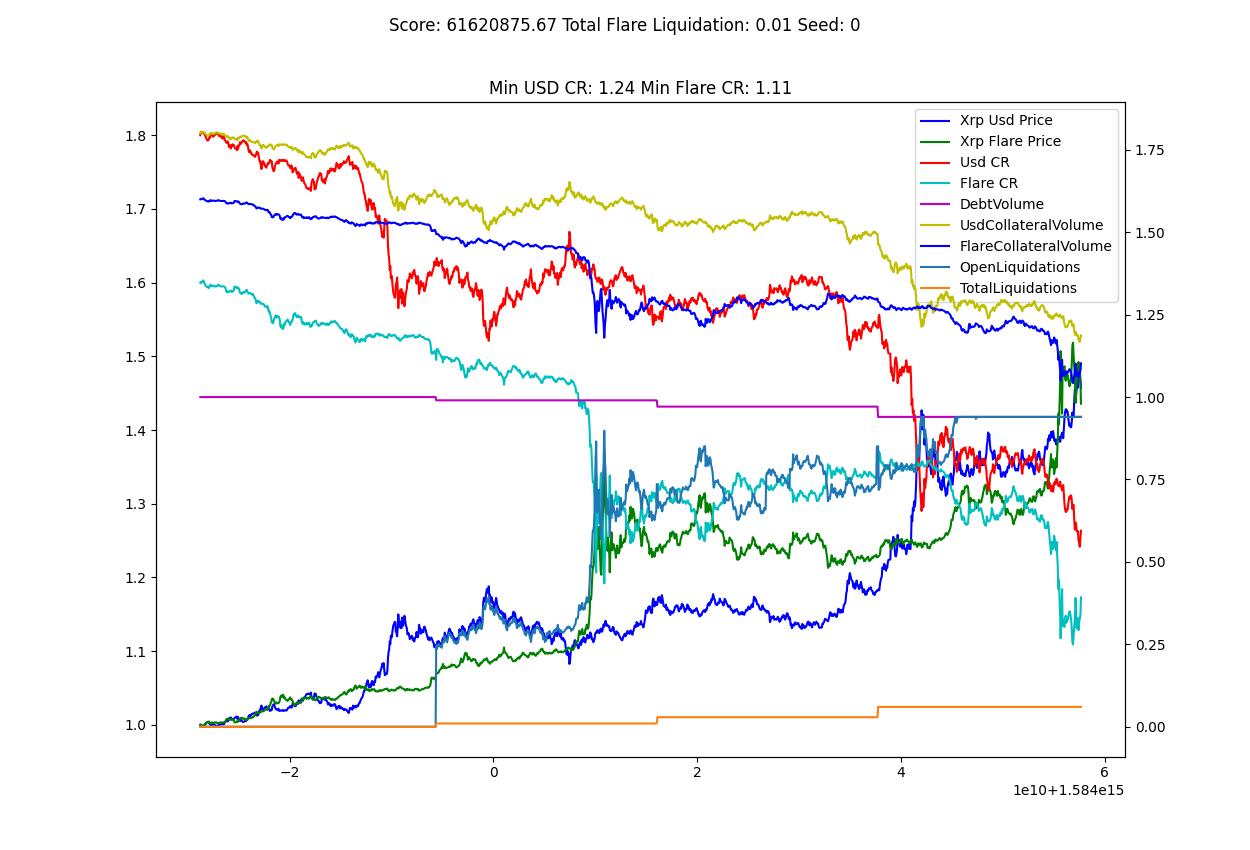 Score: 61620875.67 Total Flare Liquidation: 0.01 Seed: 0
Min USD CR: 1.24 Min Flare CR: 1.11
Xrp Usd Price
Xrp Flare Price
Usd CR
Flare CR
DebtVolume
UsdCollateralVolume
FlareCollateralVolume
OpenLiquidations
TotalLiquidations
1.8
1.7
1.6
1.5
1.4
1.3
1.2
1.1
1.0
1.75
1.50
1.25
1.00
0.75
0.50
0.25
0.00
−2
0
2
4
6
1e10+1.584e15